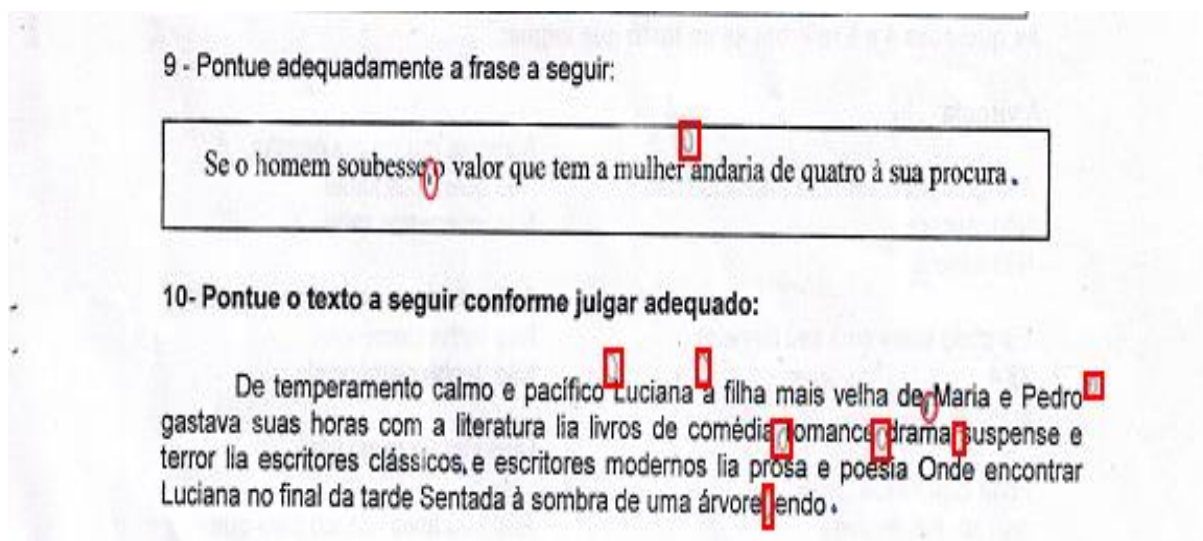 9 - Pontue adequadamente a frase a seguir:
Se o homem soubesse, o valor que tem a mulher andaria de quatro à sua procura.
10- Pontue o texto a seguir conforme julgar adequado:
De temperamento calmo e pacífico Luciana a filha mais velha de, Maria e Pedro
gastava suas horas com a literatura lia livros de comédia, romance, drama, suspense e
terror lia escritores clássicos, e escritores modernos lia prosa e poesia Onde encontrar
Luciana no final da tarde Sentada à sombra de uma árvore lendo.